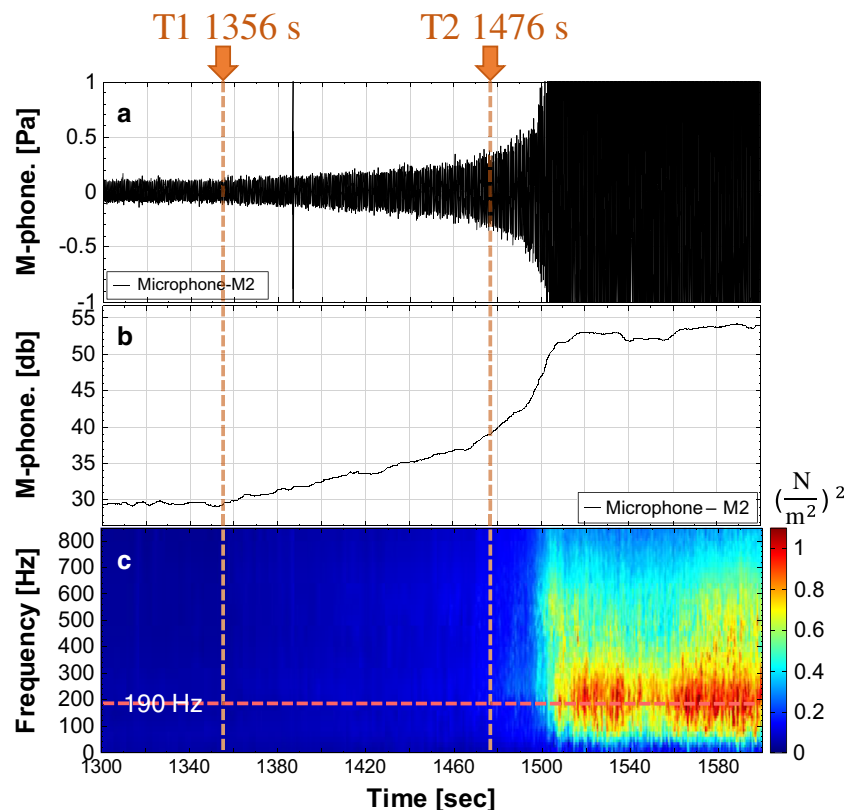 T1 1356 s T2 1476 s
a
M-phone. [Pa]
1
0.5
0
-0.5
-1
Microphone-M2
b
M-phone. [db]
55
50
45
40
35
30
Microphone – M2
(N/m²) ²
c
Frequency [Hz]
800
700
600
500
400
300
200
100
0
190 Hz
1
0.8
0.6
0.4
0.2
0
1300 1340 1380 1420 1460 1500 1540 1580
Time [sec]